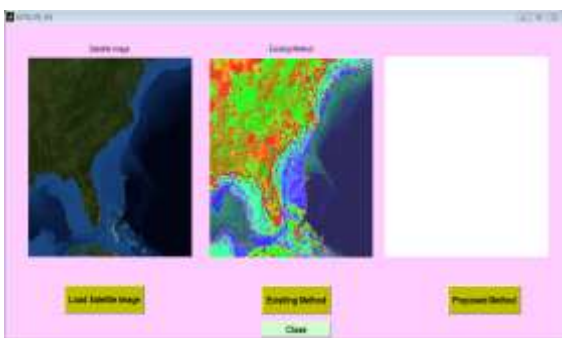 Satellite Image
Existing Method
Load Satellite Image
Existing Method
Proposed Method
Close